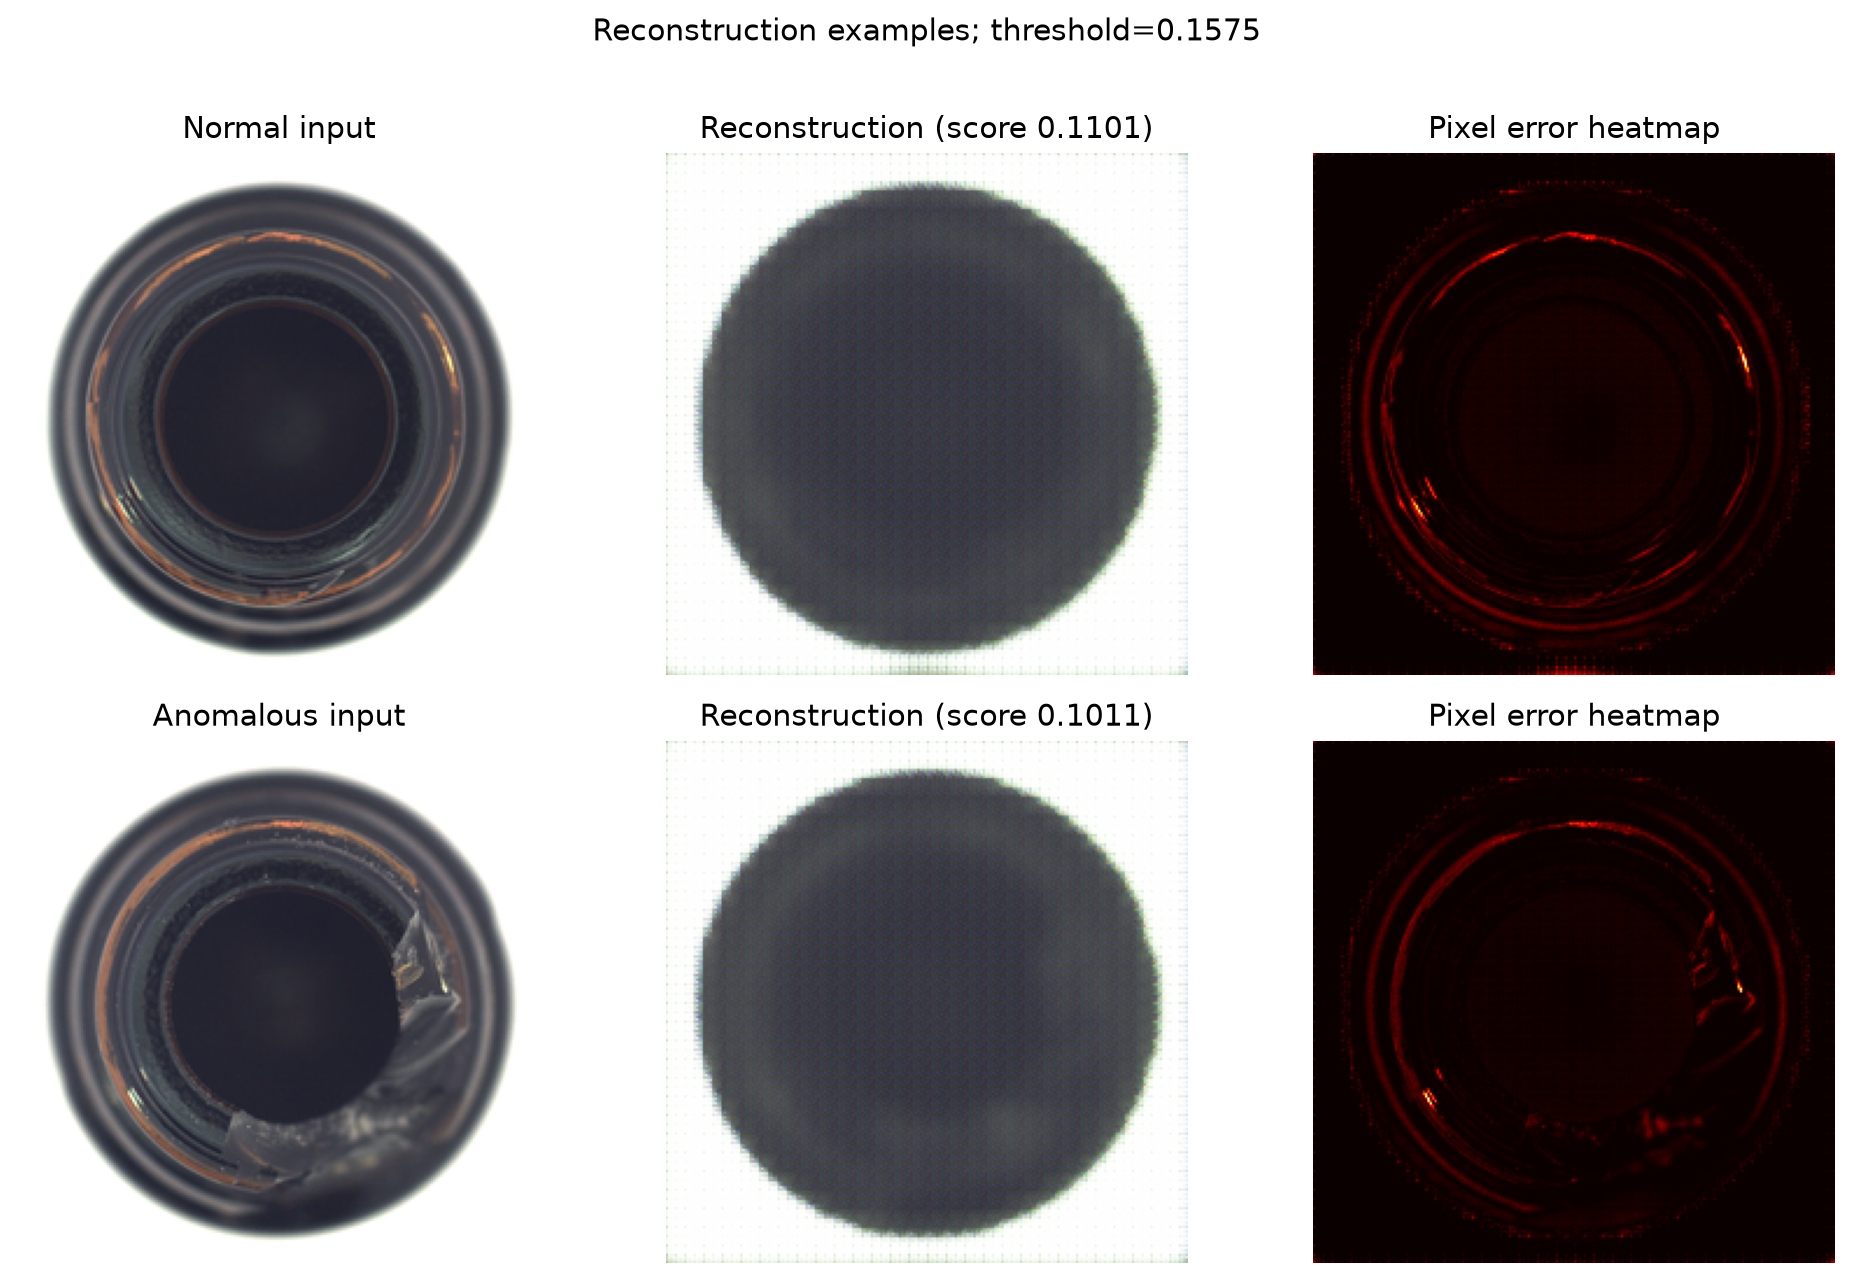 Reconstruction examples; threshold=0.1575
Normal input
Reconstruction (score 0.1101)
Pixel error heatmap
Anomalous input
Reconstruction (score 0.1011)
Pixel error heatmap